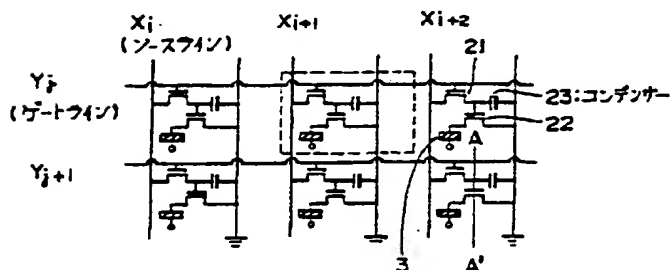 Xi Xi+1 Xi+2
(ソースライン)
21
Yj
23:コンデンサー
(ゲートライン)
22
A
Yj+1
3
A'